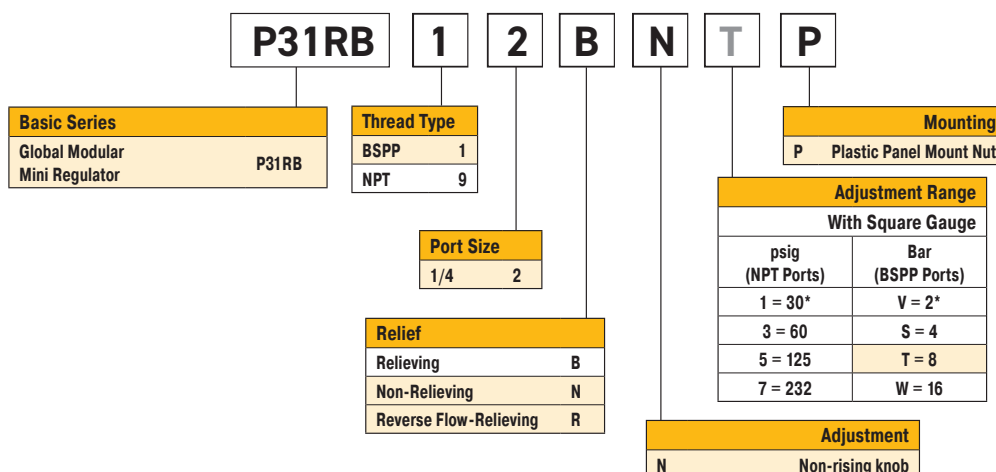 P31RB 1 2 B N T P
Basic Series
Global Modular
Mini Regulator P31RB
Thread Type
BSPP 1
NPT 9
Port Size
1/4 2
Relief
Relieving B
Non-Relieving N
Reverse Flow-Relieving R
Mounting
P Plastic Panel Mount Nut
Adjustment Range
With Square Gauge
psig Bar
(NPT Ports) (BSPP Ports)
1 = 30* V = 2*
3 = 60 S = 4
5 = 125 T = 8
7 = 232 W = 16
Adjustment
N Non-rising knob